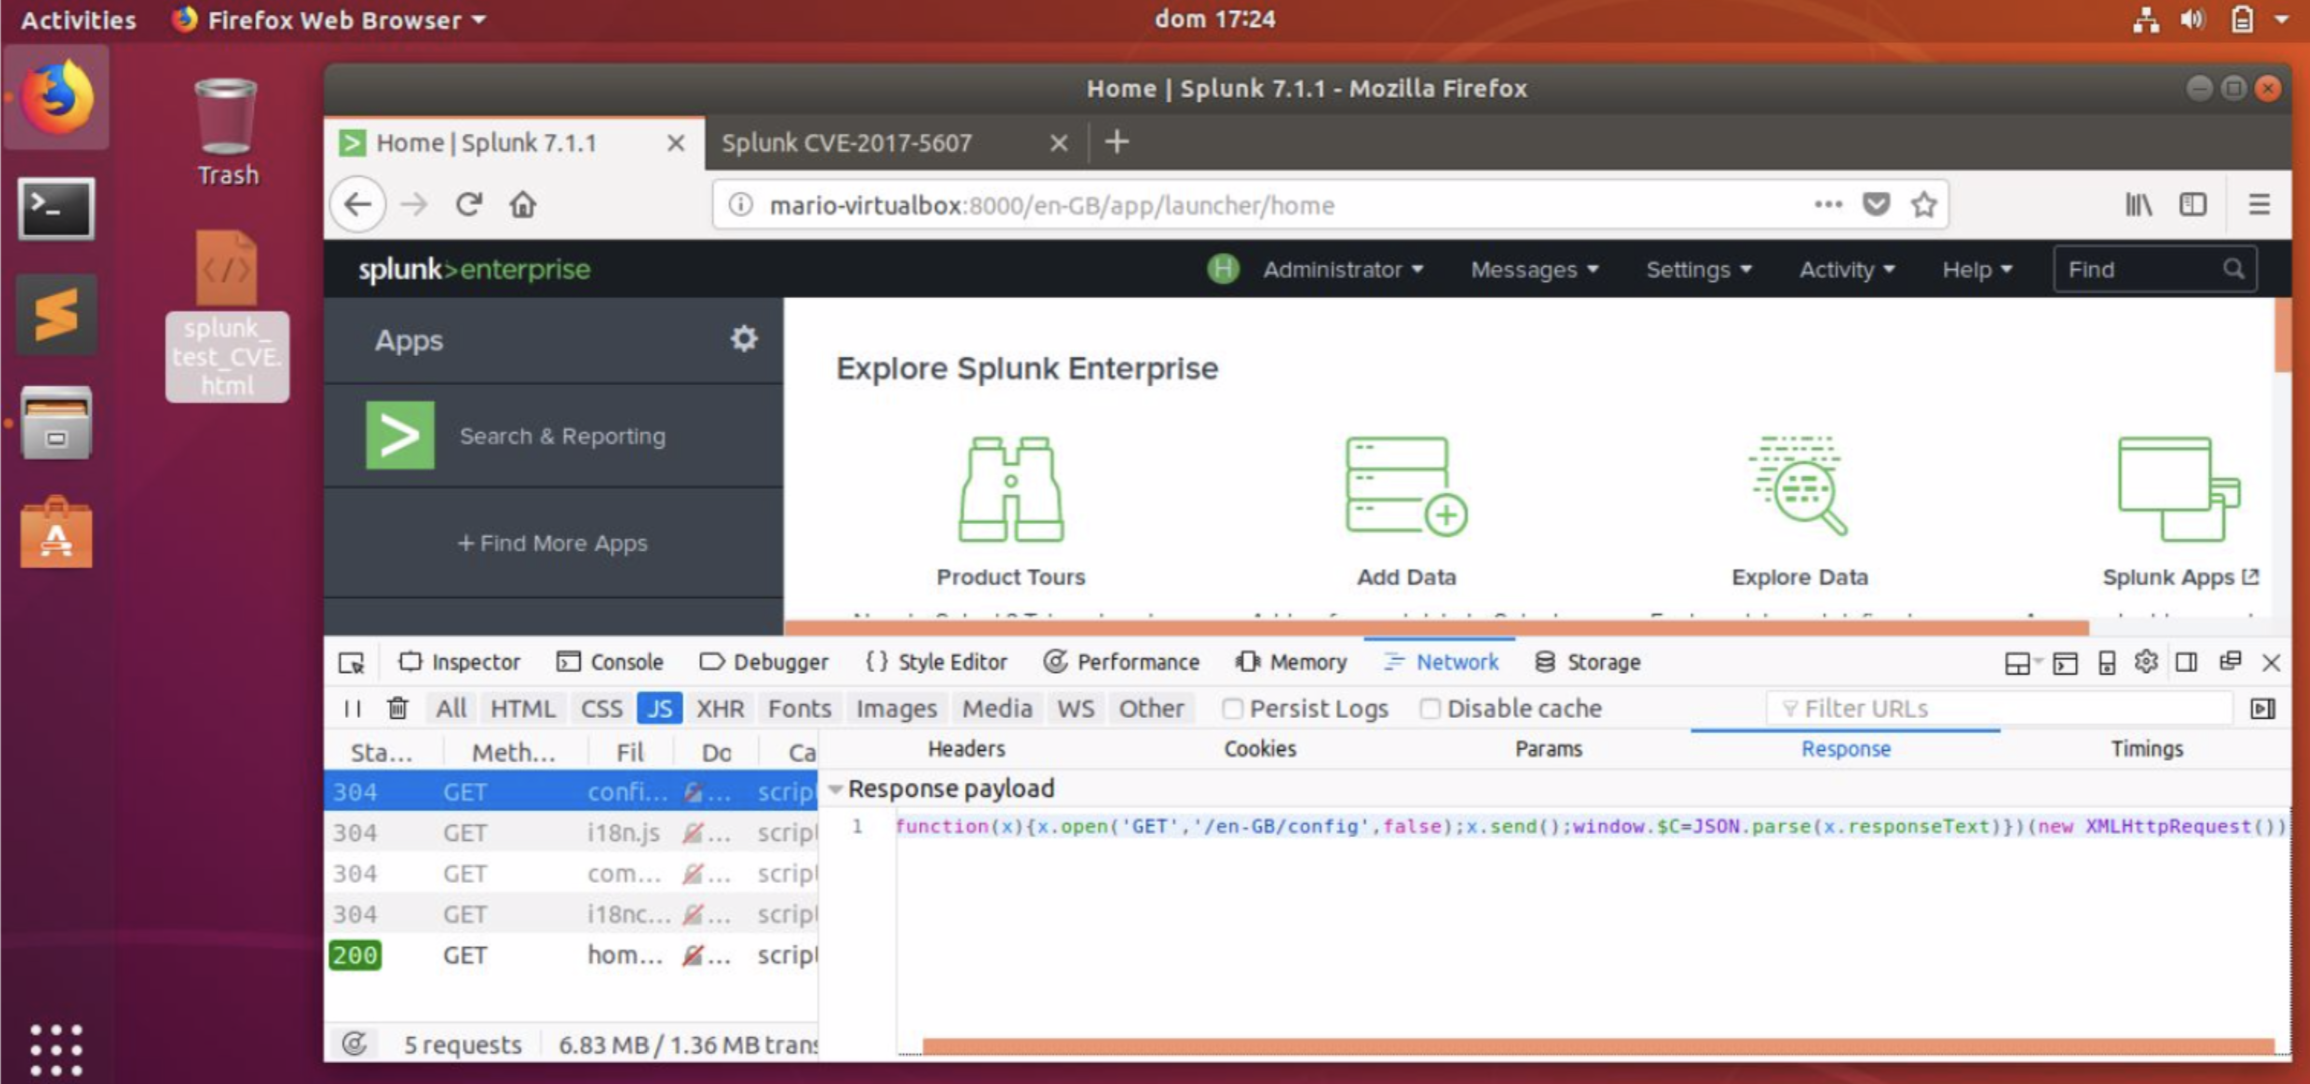 Activities
Firefox Web Browser
dom 17:24
Trash
splunk_
test_CVE.
html
Home | Splunk 7.1.1 - Mozilla Firefox
Home | Splunk 7.1.1
Splunk CVE-2017-5607
mario-virtualbox:8000/en-GB/app/launcher/home
splunk>enterprise
H
Administrator
Messages
Settings
Activity
Help
Find
Apps
Search & Reporting
+ Find More Apps
Explore Splunk Enterprise
Product Tours
Add Data
Explore Data
Splunk Apps
Inspector
Console
Debugger
{ } Style Editor
Performance
Memory
Network
Storage
All
HTML
CSS
JS
XHR
Fonts
Images
Media
WS
Other
Persist Logs
Disable cache
Filter URLs
Sta...
Meth...
Fil
Do
Ca
Headers
Cookies
Params
Response
Timings
304 GET confi... ... scrip
304 GET i18n.js ... script
304 GET com... ... script
304 GET i18nc... ... script
200 GET hom... ... script
Response payload
1 function(x){x.open('GET','/en-GB/config',false);x.send();window.$C=JSON.parse(x.responseText)})(new XMLHttpRequest())
5 requests
6.83 MB / 1.36 MB trans